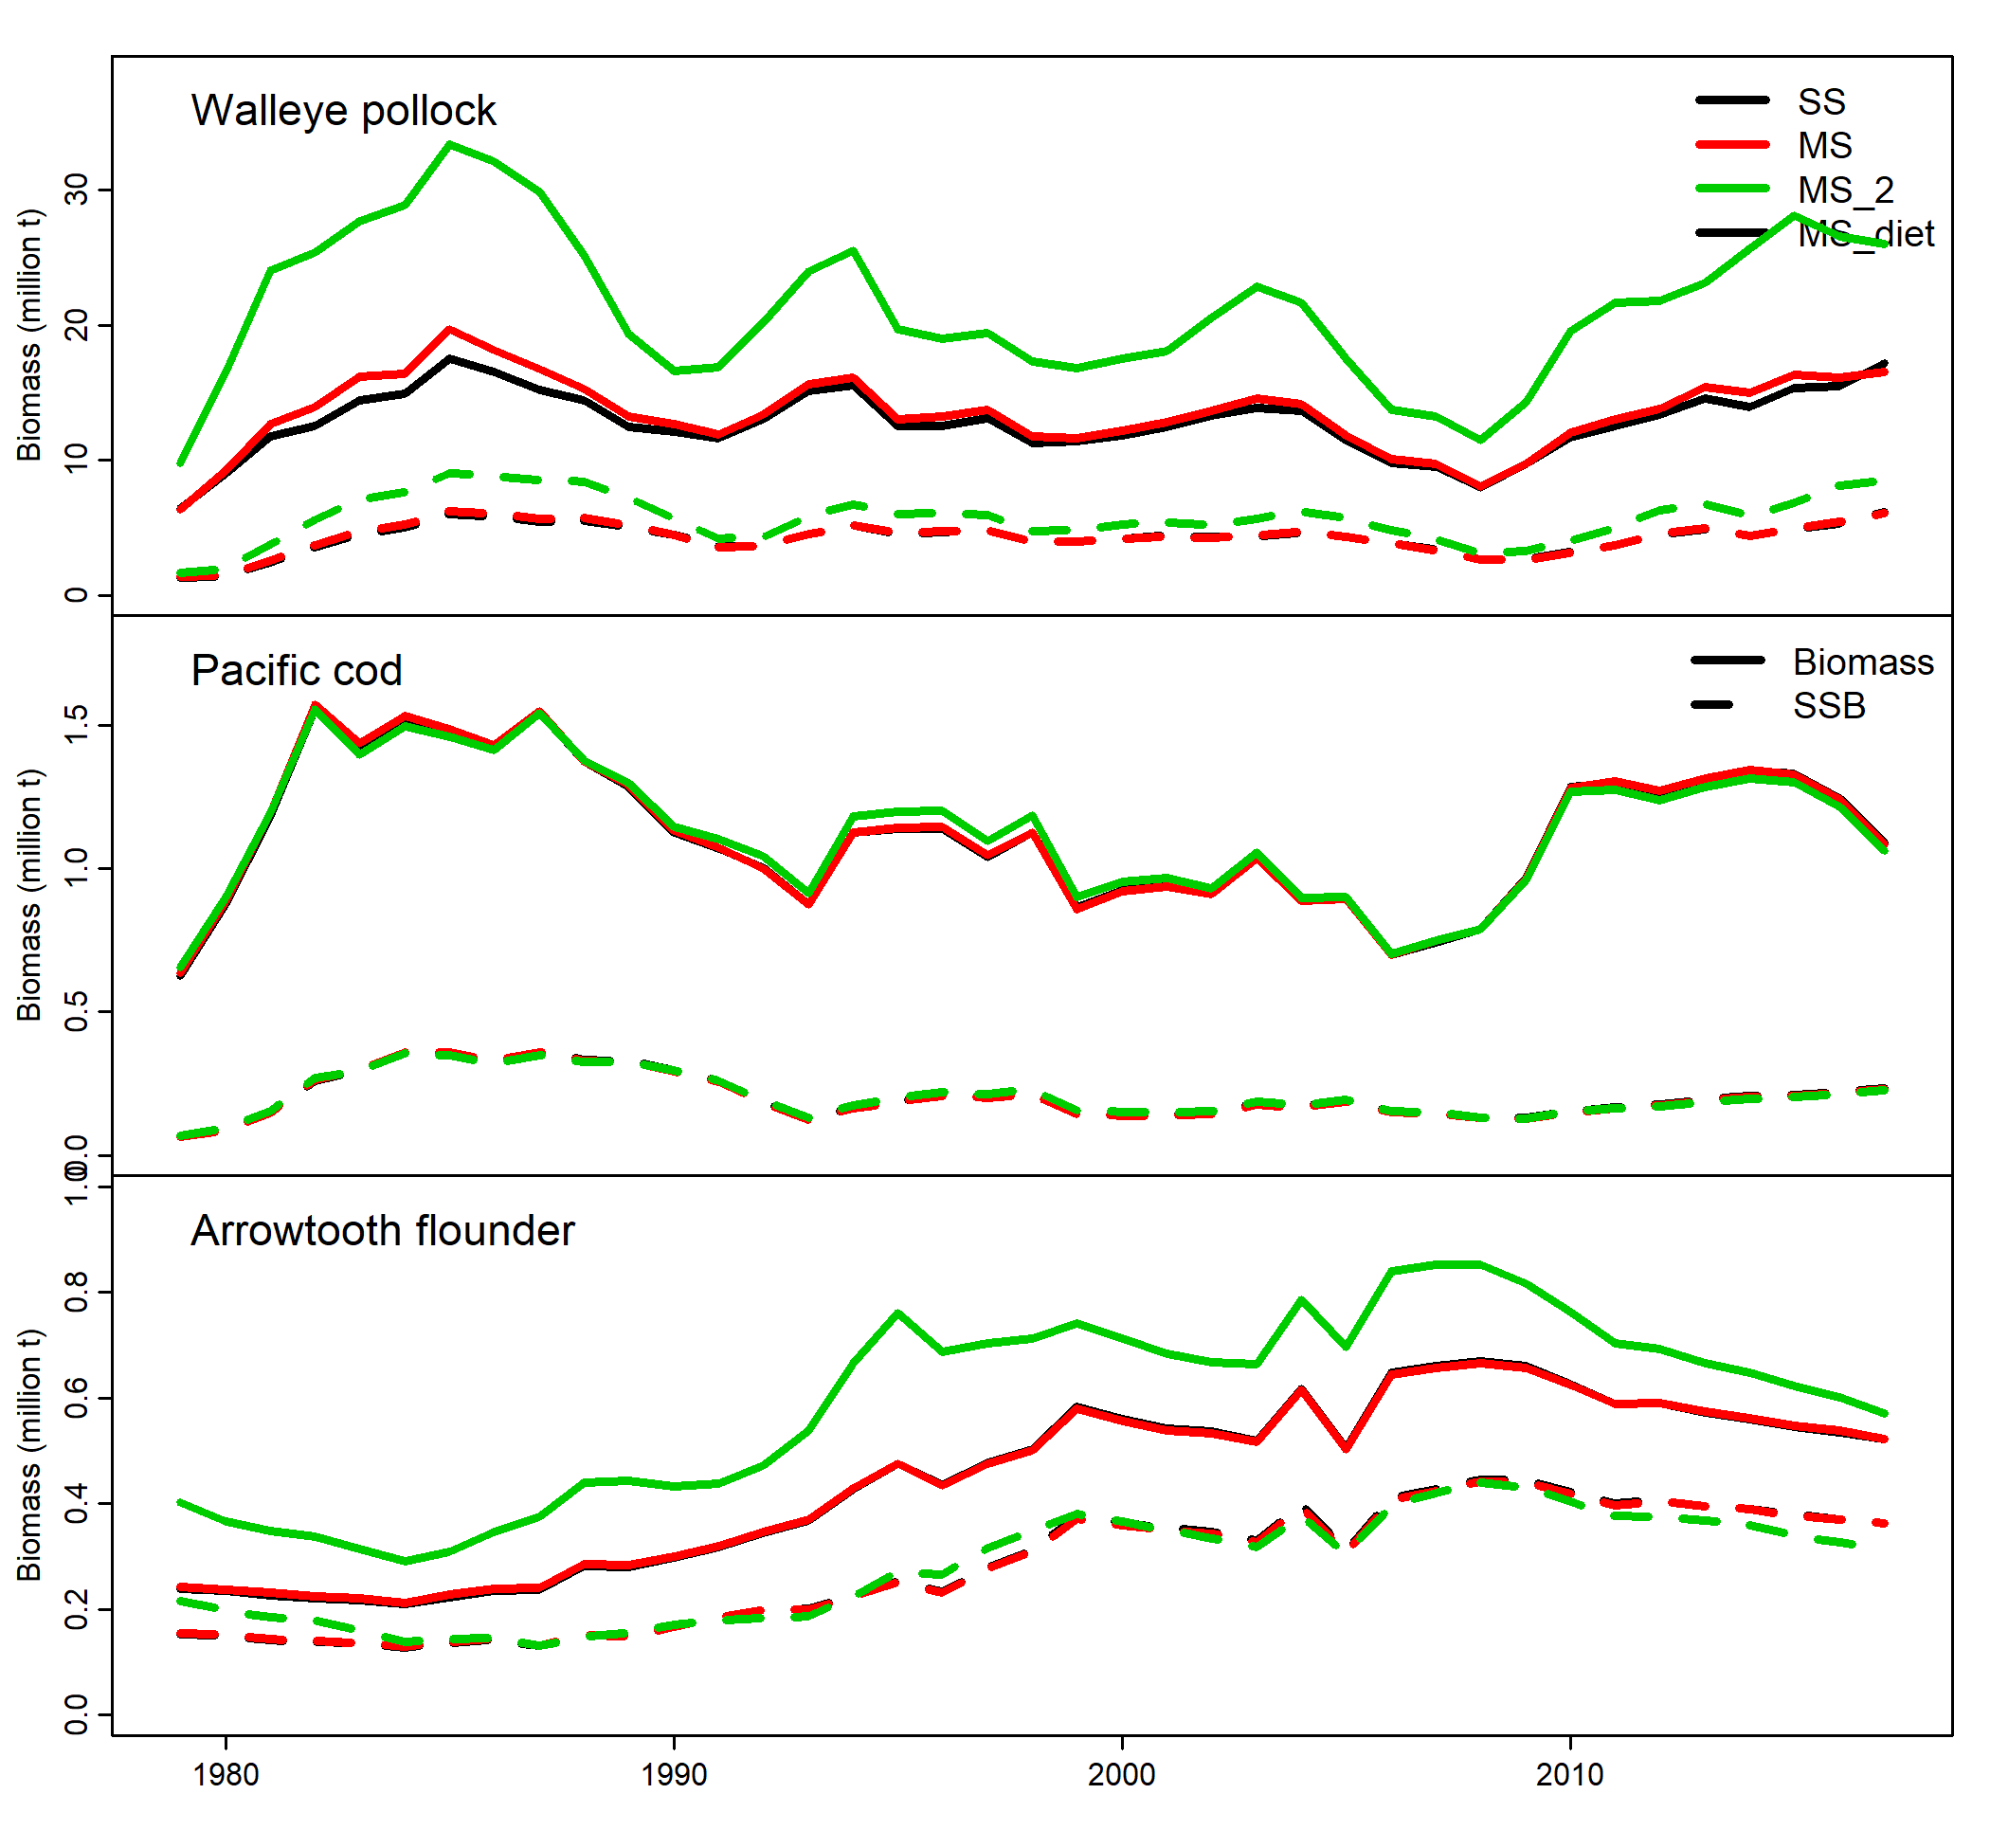 Walleye pollock
SS
MS
MS_2
MS_diet
Biomass (million t)
30
20
10
0
Pacific cod
Biomass
SSB
Biomass (million t)
1.5
1.0
0.5
0.0
Arrowtooth flounder
Biomass (million t)
1.0
0.8
0.6
0.4
0.2
0.0
1980 1990 2000 2010